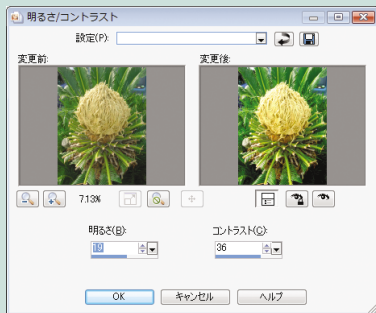 明るさ/コントラスト
設定(P):
変更前: 変更後:
7.13%
明るさ(B): コントラスト(C):
19 36
OK キャンセル ヘルプ